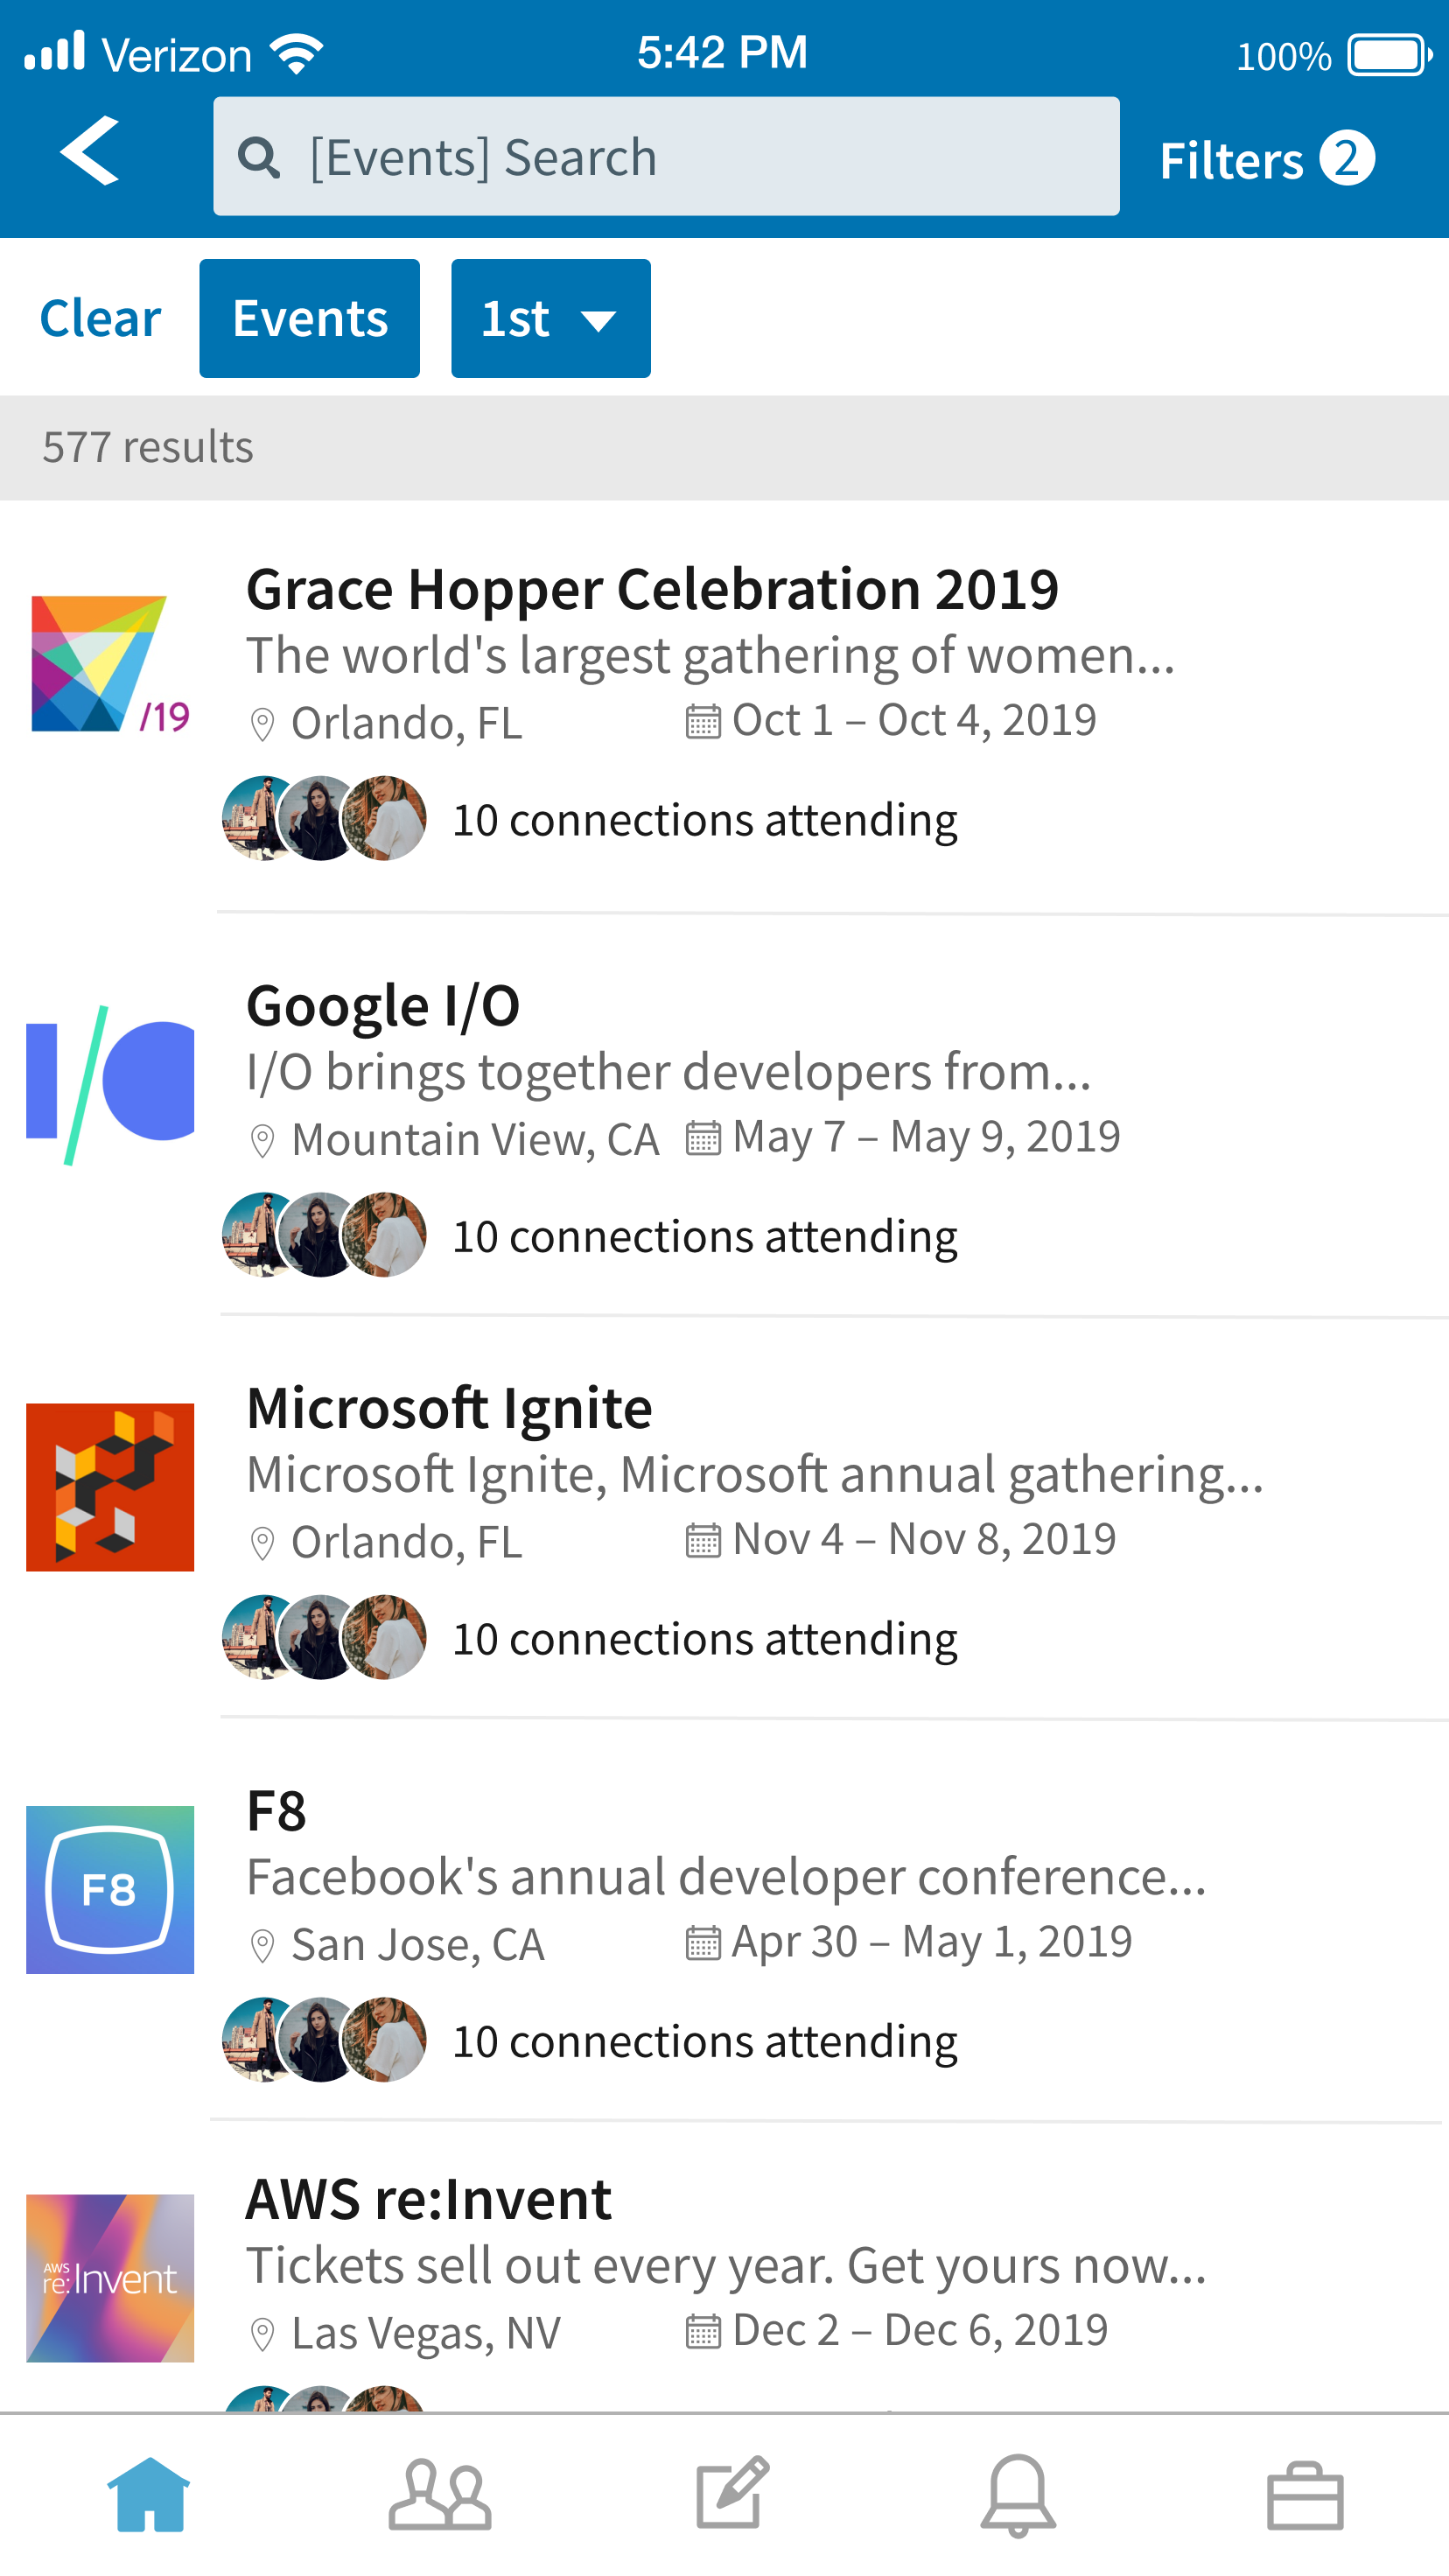 Verizon 5:42 PM 100%
[Events] Search Filters 2
Clear Events 1st
577 results
Grace Hopper Celebration 2019
The world's largest gathering of women...
/19
Orlando, FL Oct 1 – Oct 4, 2019
10 connections attending
Google I/O
I/O brings together developers from...
I/O
Mountain View, CA May 7 – May 9, 2019
10 connections attending
Microsoft Ignite
Microsoft Ignite, Microsoft annual gathering...
Orlando, FL Nov 4 – Nov 8, 2019
10 connections attending
F8
Facebook's annual developer conference...
F8
San Jose, CA Apr 30 – May 1, 2019
10 connections attending
AWS re:Invent
Tickets sell out every year. Get yours now...
AWS
re:Invent
Las Vegas, NV Dec 2 – Dec 6, 2019